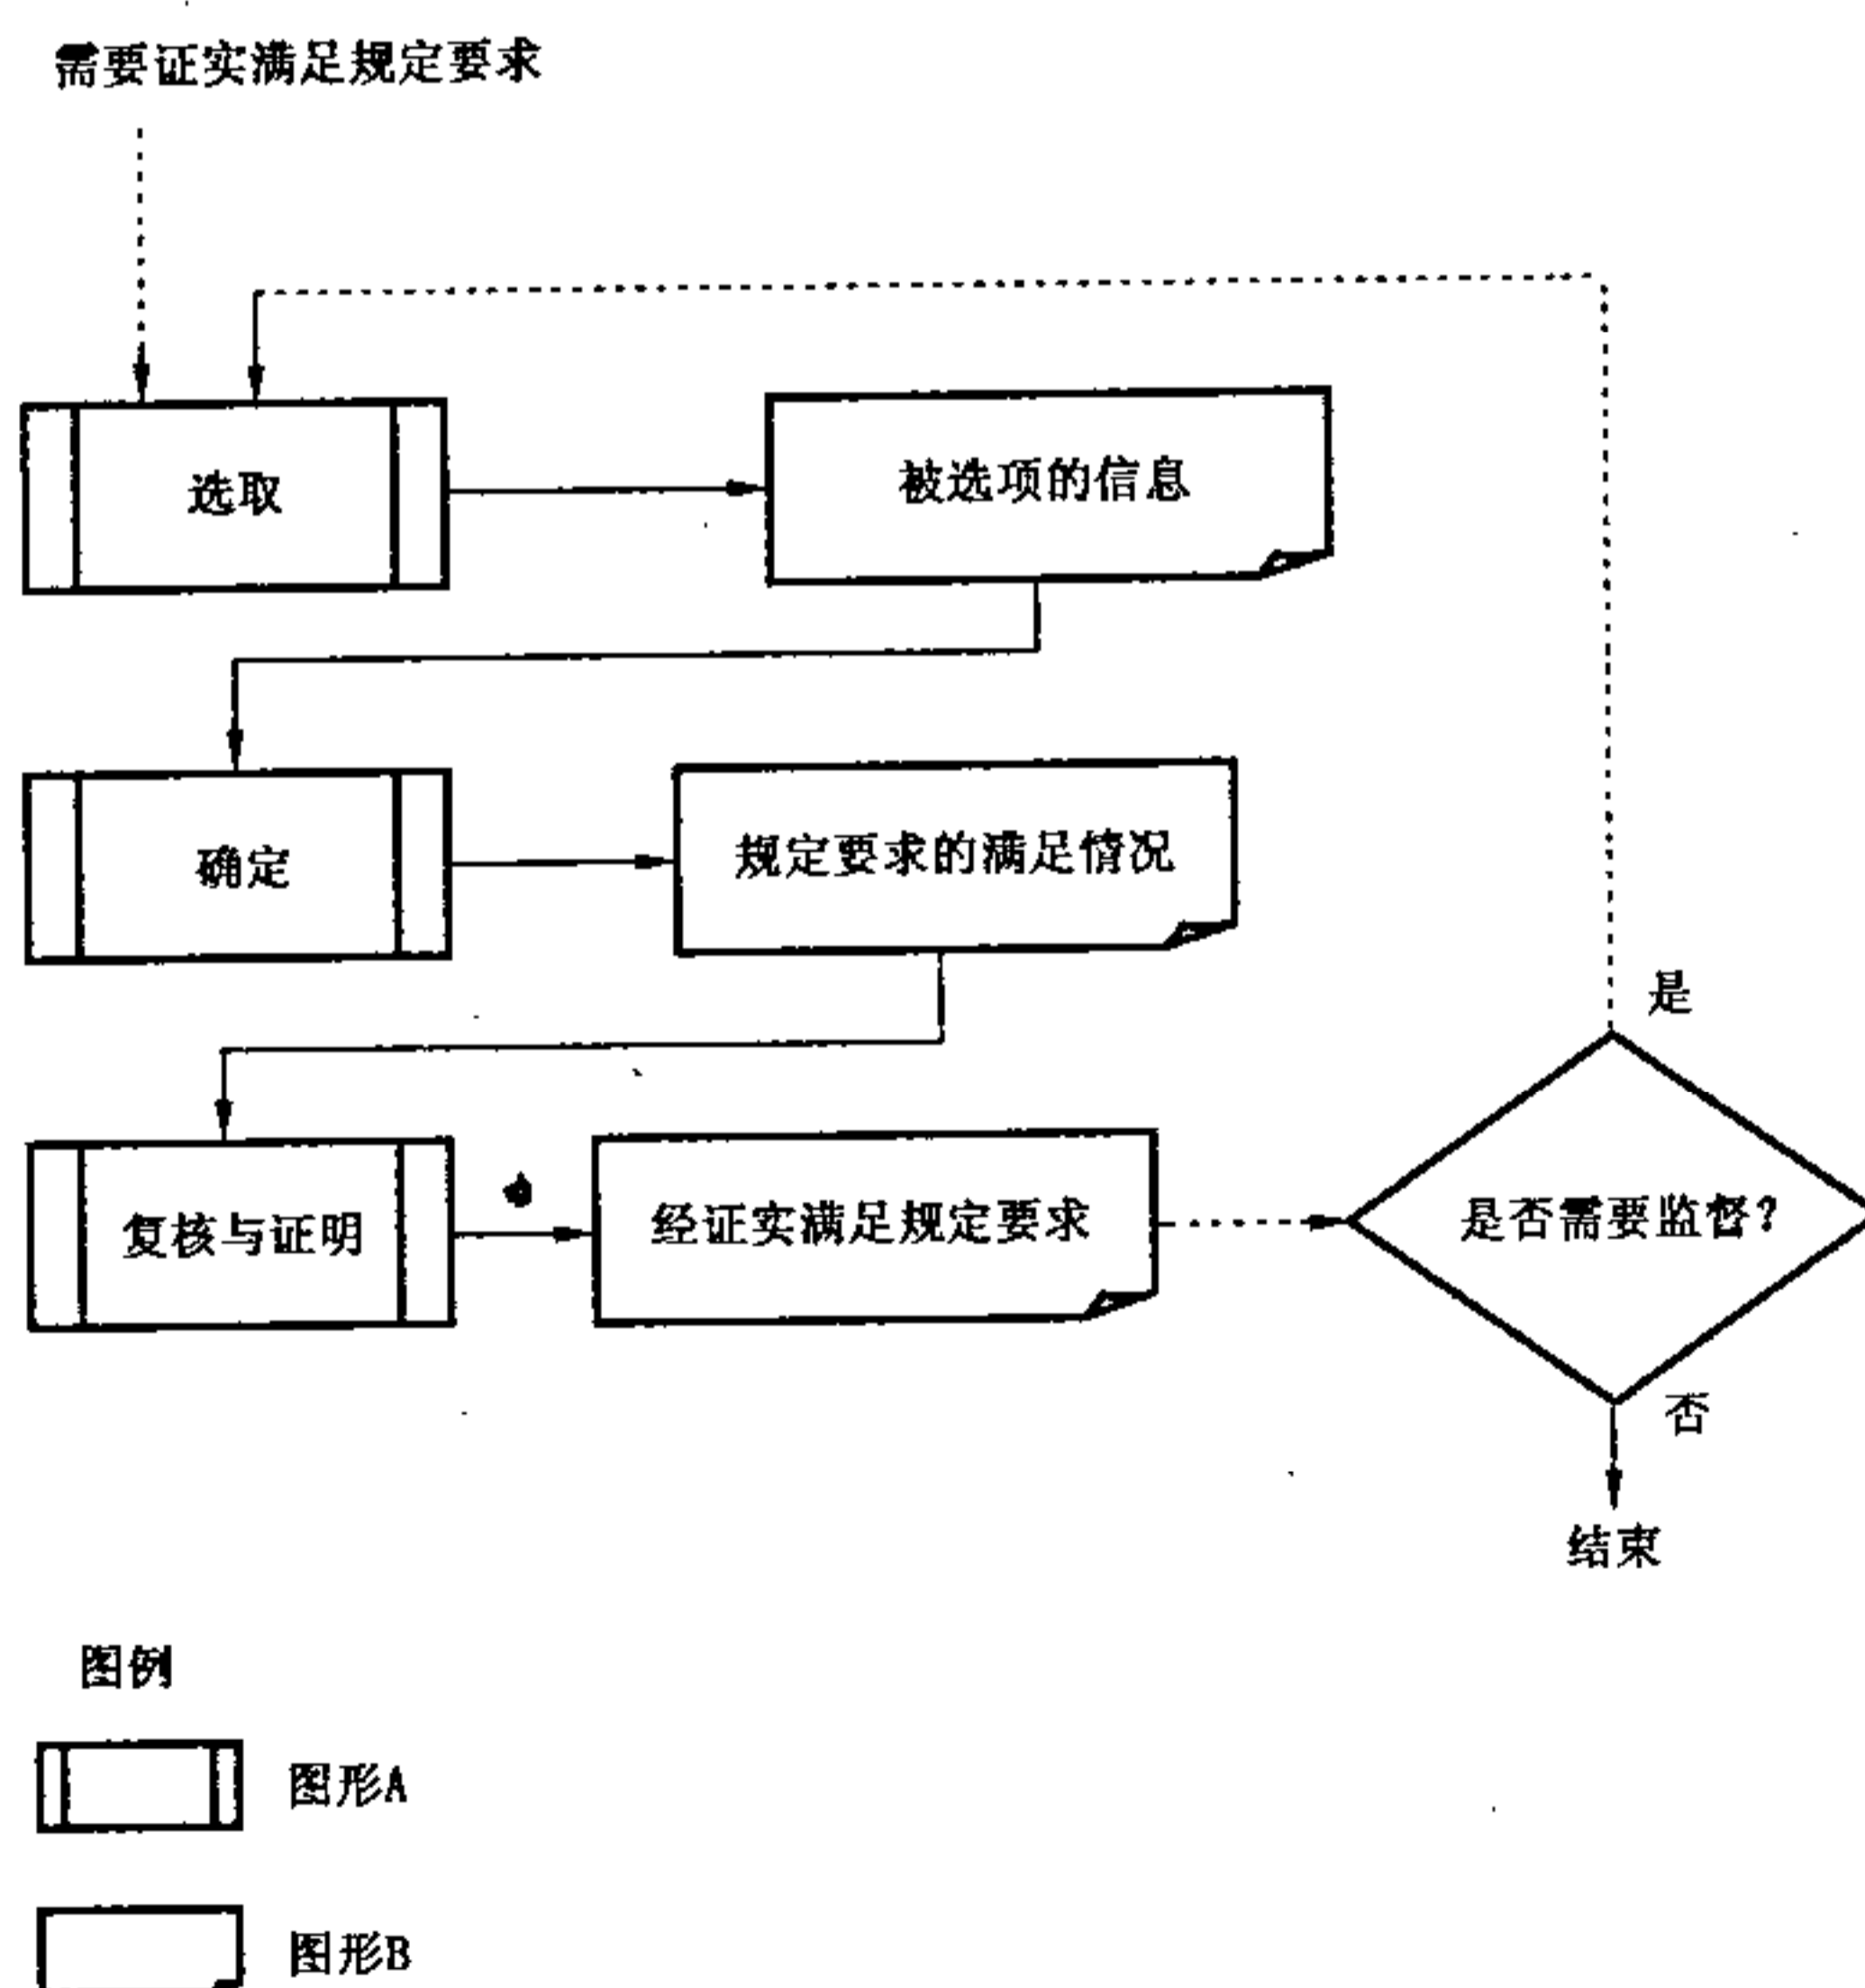 需要证实满足规定要求
选取
被选项的信息
确定
规定要求的满足情况
是
复核与证明
经证实满足规定要求
是否需要监督?
否
结束
图例
图形A
图形B